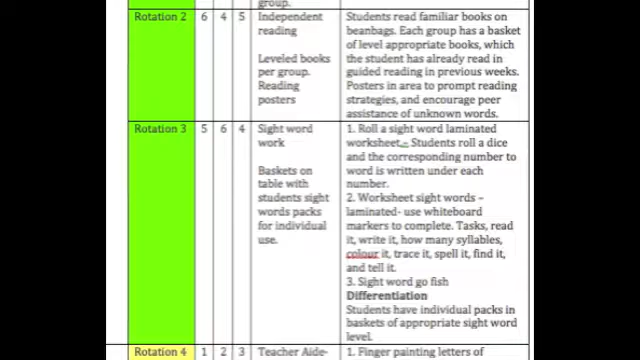 group.
Rotation 2 6 4 5 Independent reading
Leveled books per group. Reading posters
Students read familiar books on
beanbags. Each group has a basket
of level appropriate books, which
the student has already read in
guided reading in previous weeks.
Posters in area to prompt reading
strategies, and encourage peer
assistance of unknown words.
Rotation 3 5 6 4 Sight word work
Baskets on table with students sight words packs for individual use.
1. Roll a sight word laminated
worksheet – Students roll a dice
and the corresponding number to
word is written under each
number.
2. Worksheet sight words –
laminated- use whiteboard
markers to complete. Tasks, read
it, write it, how many syllables,
colour it, trace it, spell it, find it,
and tell it.
3. Sight word go fish
Differentiation
Students have individual packs in
baskets of appropriate sight word
level.
Rotation 4 1 2 3 Teacher Aide-
1. Finger painting letters of